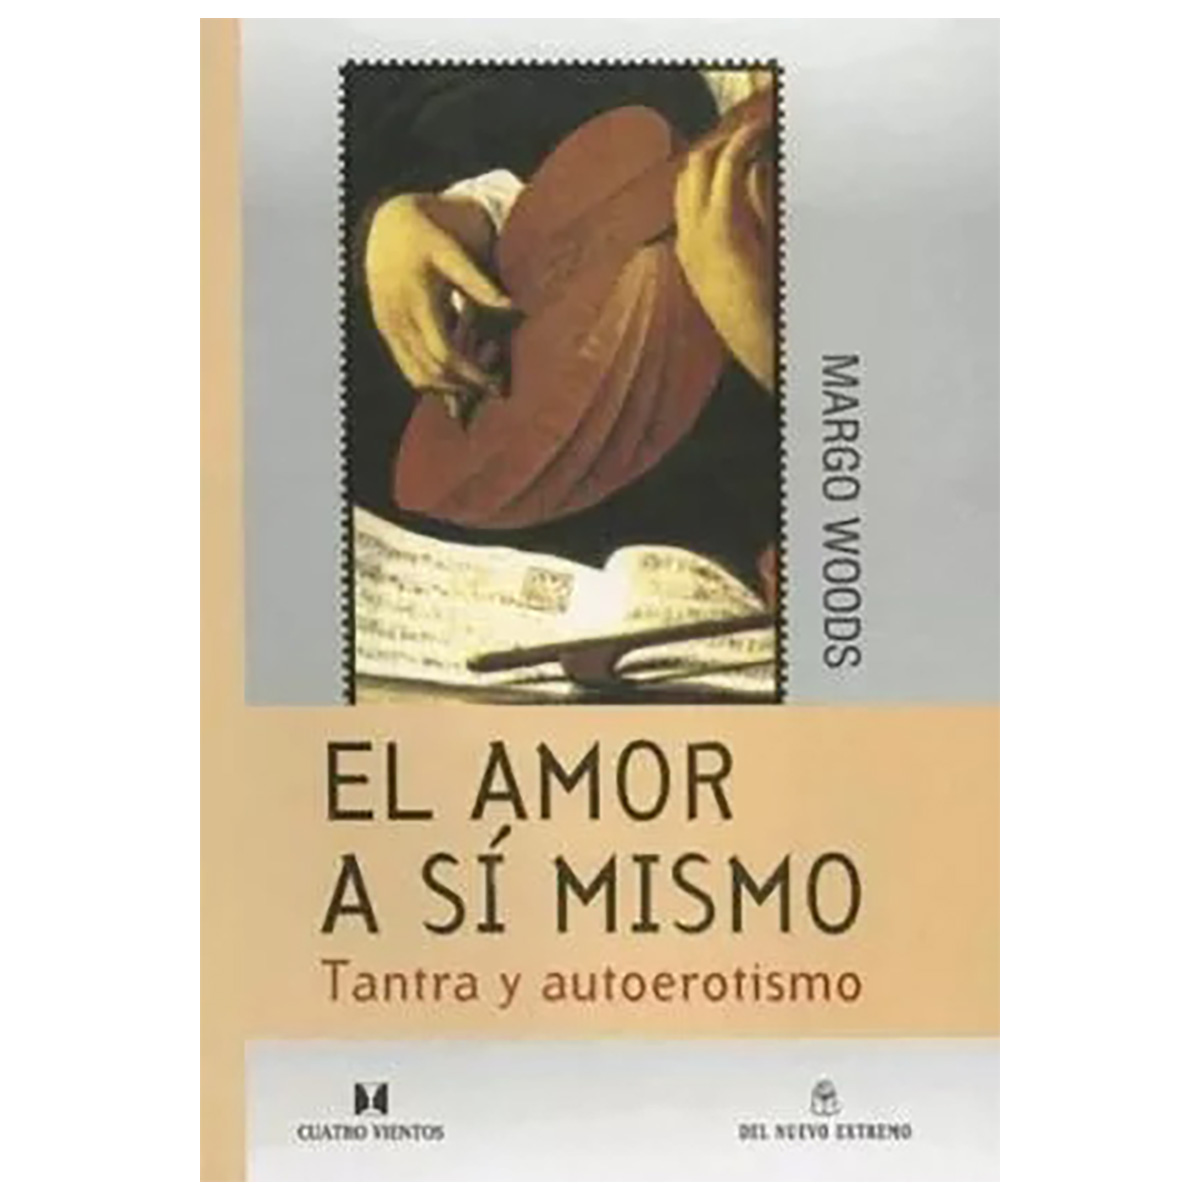 MARGO WOODS
EL AMOR
A SÍ MISMO
Tantra y autoerotismo
CUATRO VIENTOS
DEL NUEVO EXTREMO